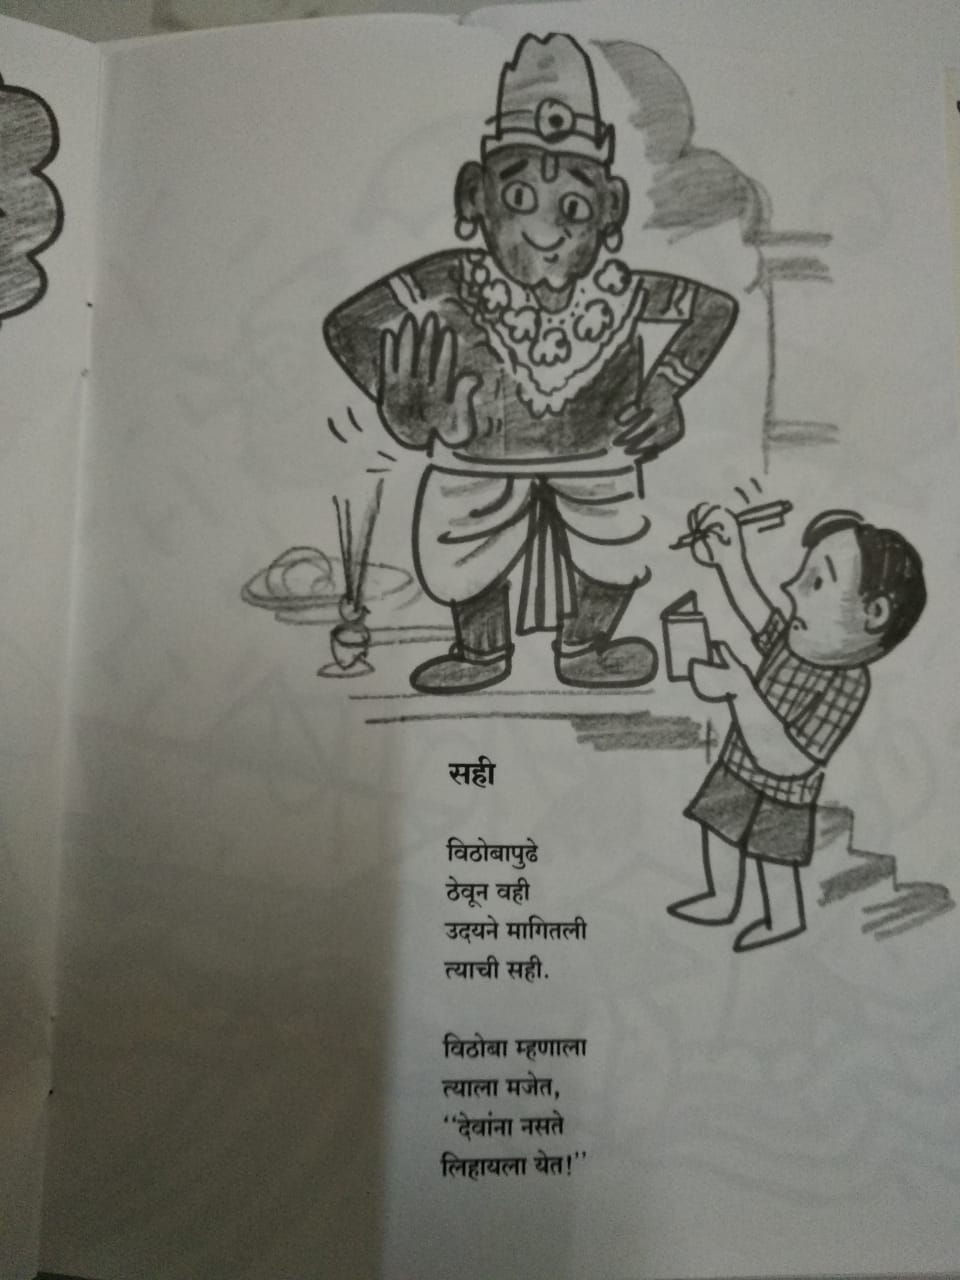 सही
विठोबापुढे
ठेवून वही
उदयने मागितली
त्याची सही.
विठोबा म्हणाला
त्याला मजेत,
‘‘देवांना नसते
लिहायला येत!’’